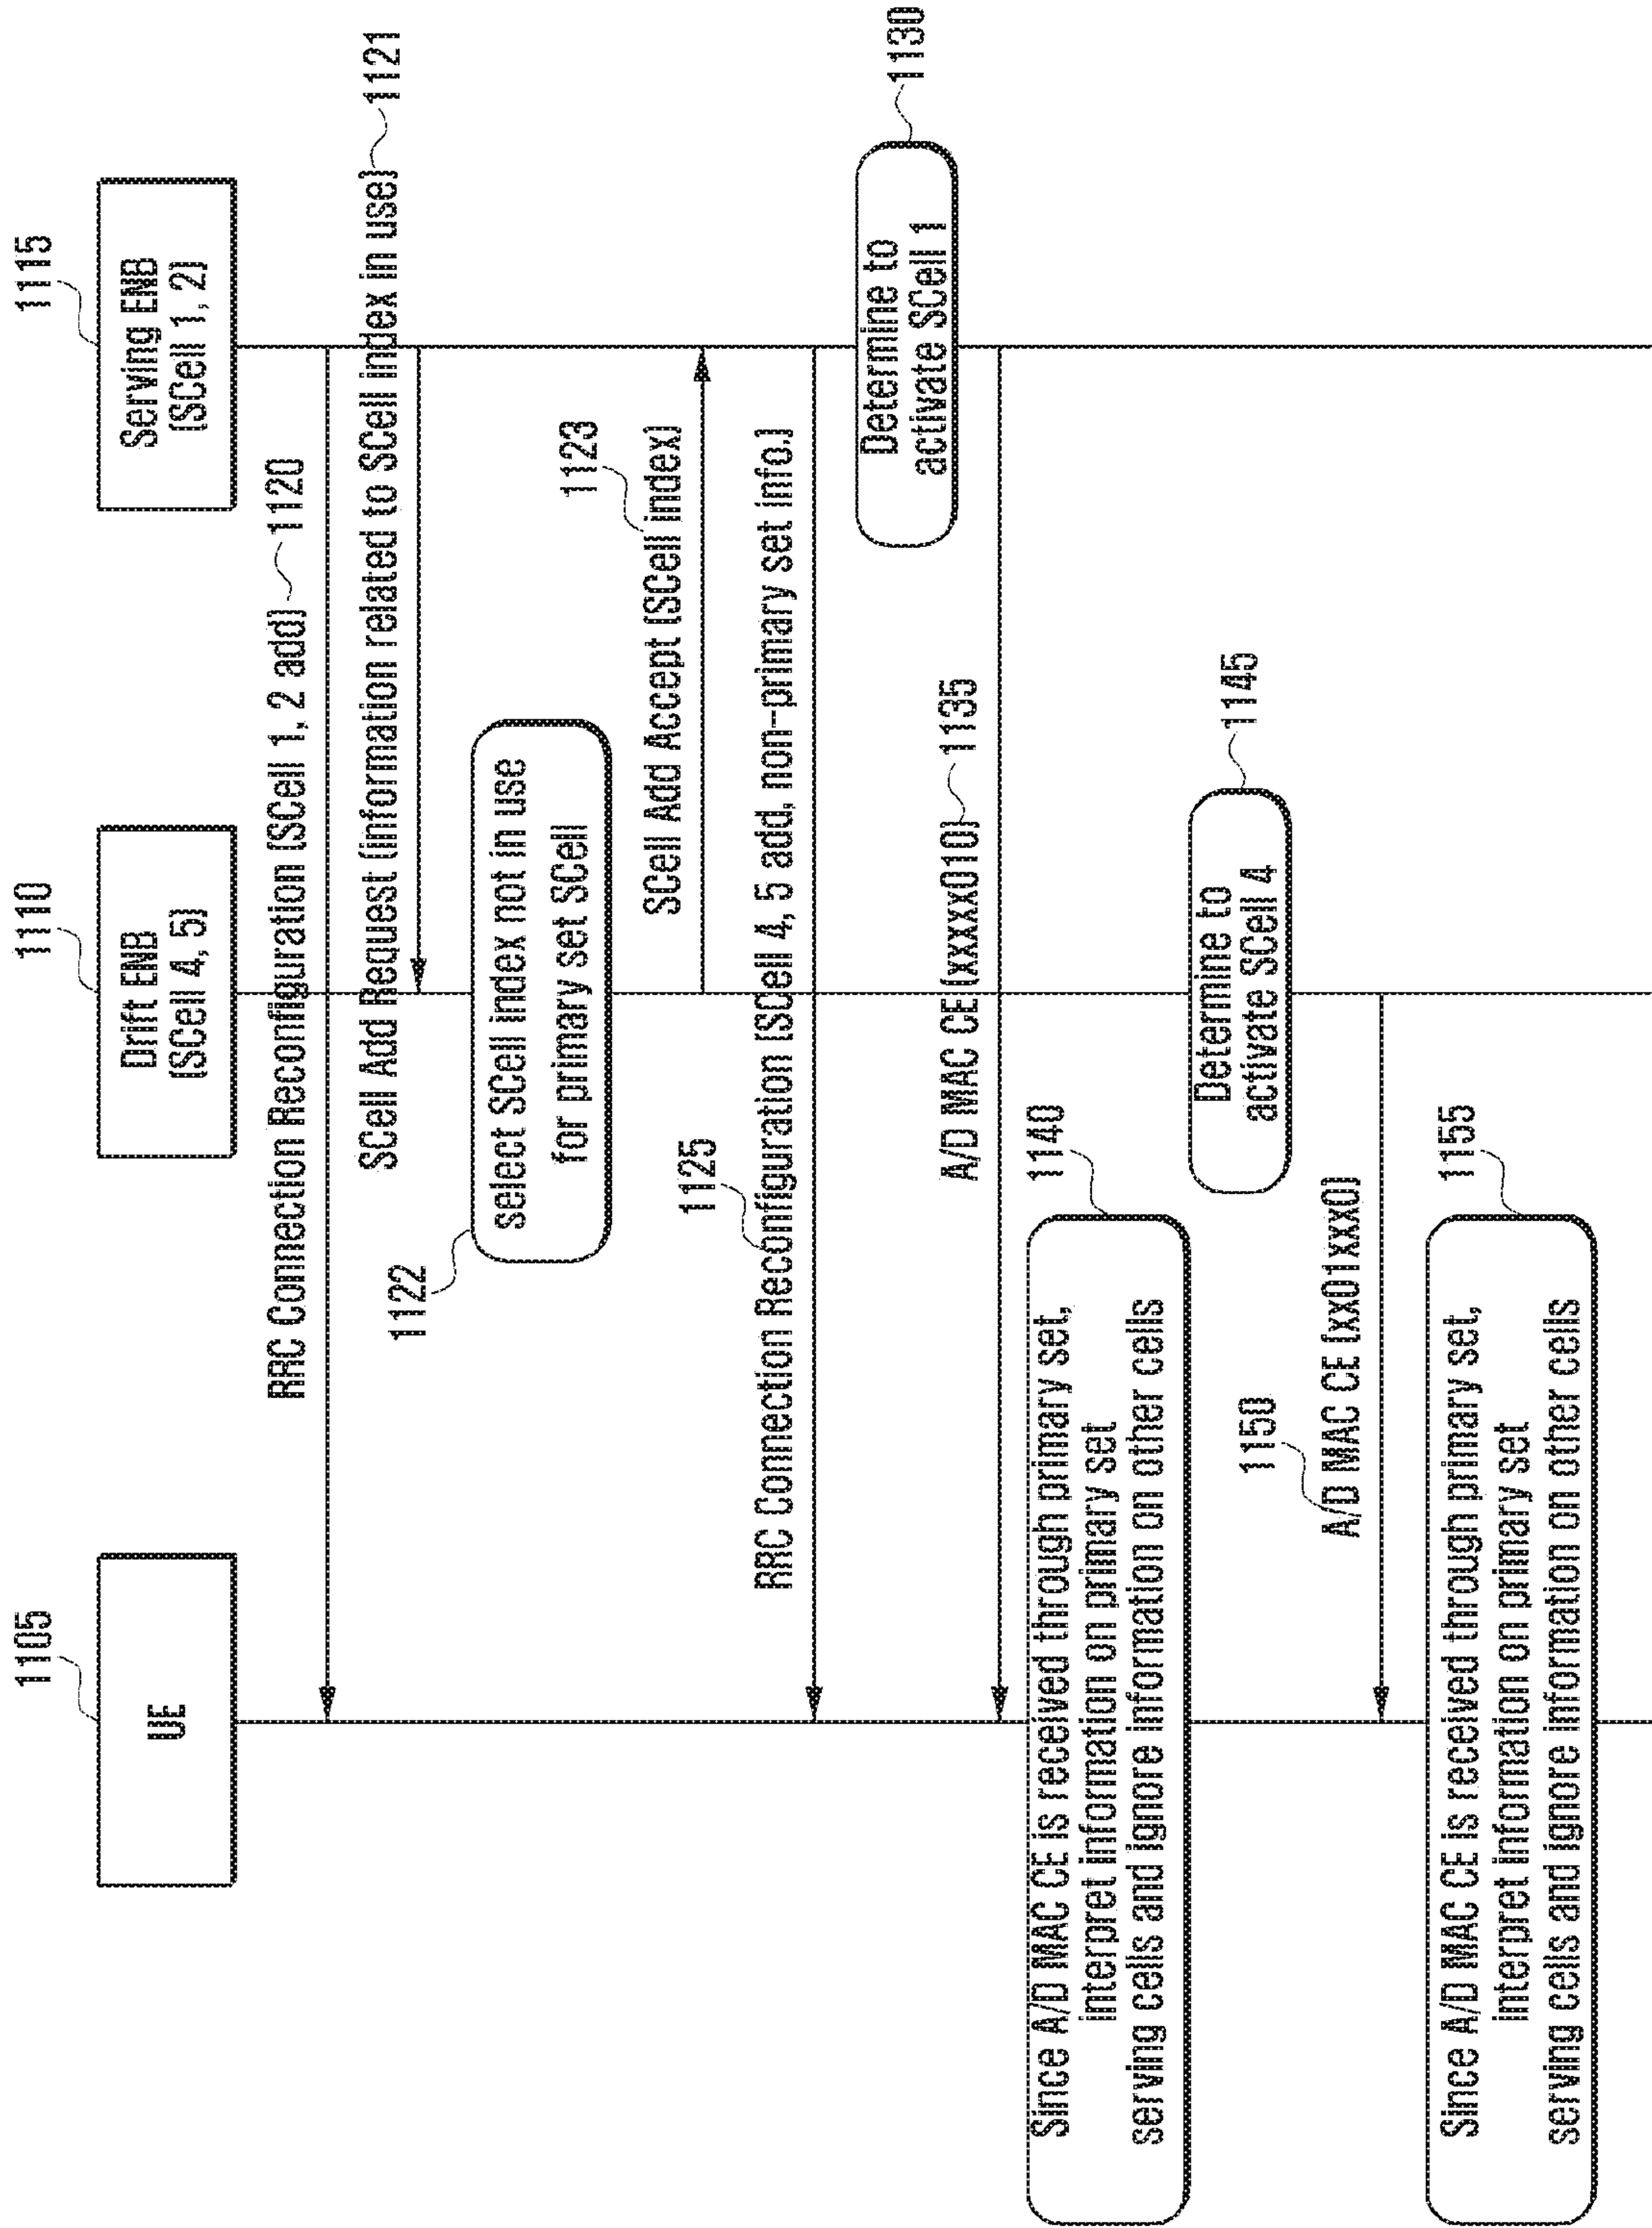 1105
1110
1115
UE
Drift ENB
(SCell 4, 5)
Serving ENB
(SCell 1, 2)
RRC Connection Reconfiguration (SCell 1, 2 add)
1120
SCell Add Request (information related to SCell index in use)
1121
1122
select SCell index not in use
for primary set SCell
1123
SCell Add Accept (SCell index)
1125
RRC Connection Reconfiguration (SCell 4, 5 add, non-primary set info.)
Determine to
activate SCell 1
1130
A/D MAC CE (xxxxx010)
1135
1140
Since A/D MAC CE is received through primary set,
interpret information on primary set
serving cells and ignore information on other cells
Determine to
activate SCell 4
1145
1150
A/D MAC CE (xx01xxx0)
1155
Since A/D MAC CE is received through primary set,
interpret information on primary set
serving cells and ignore information on other cells